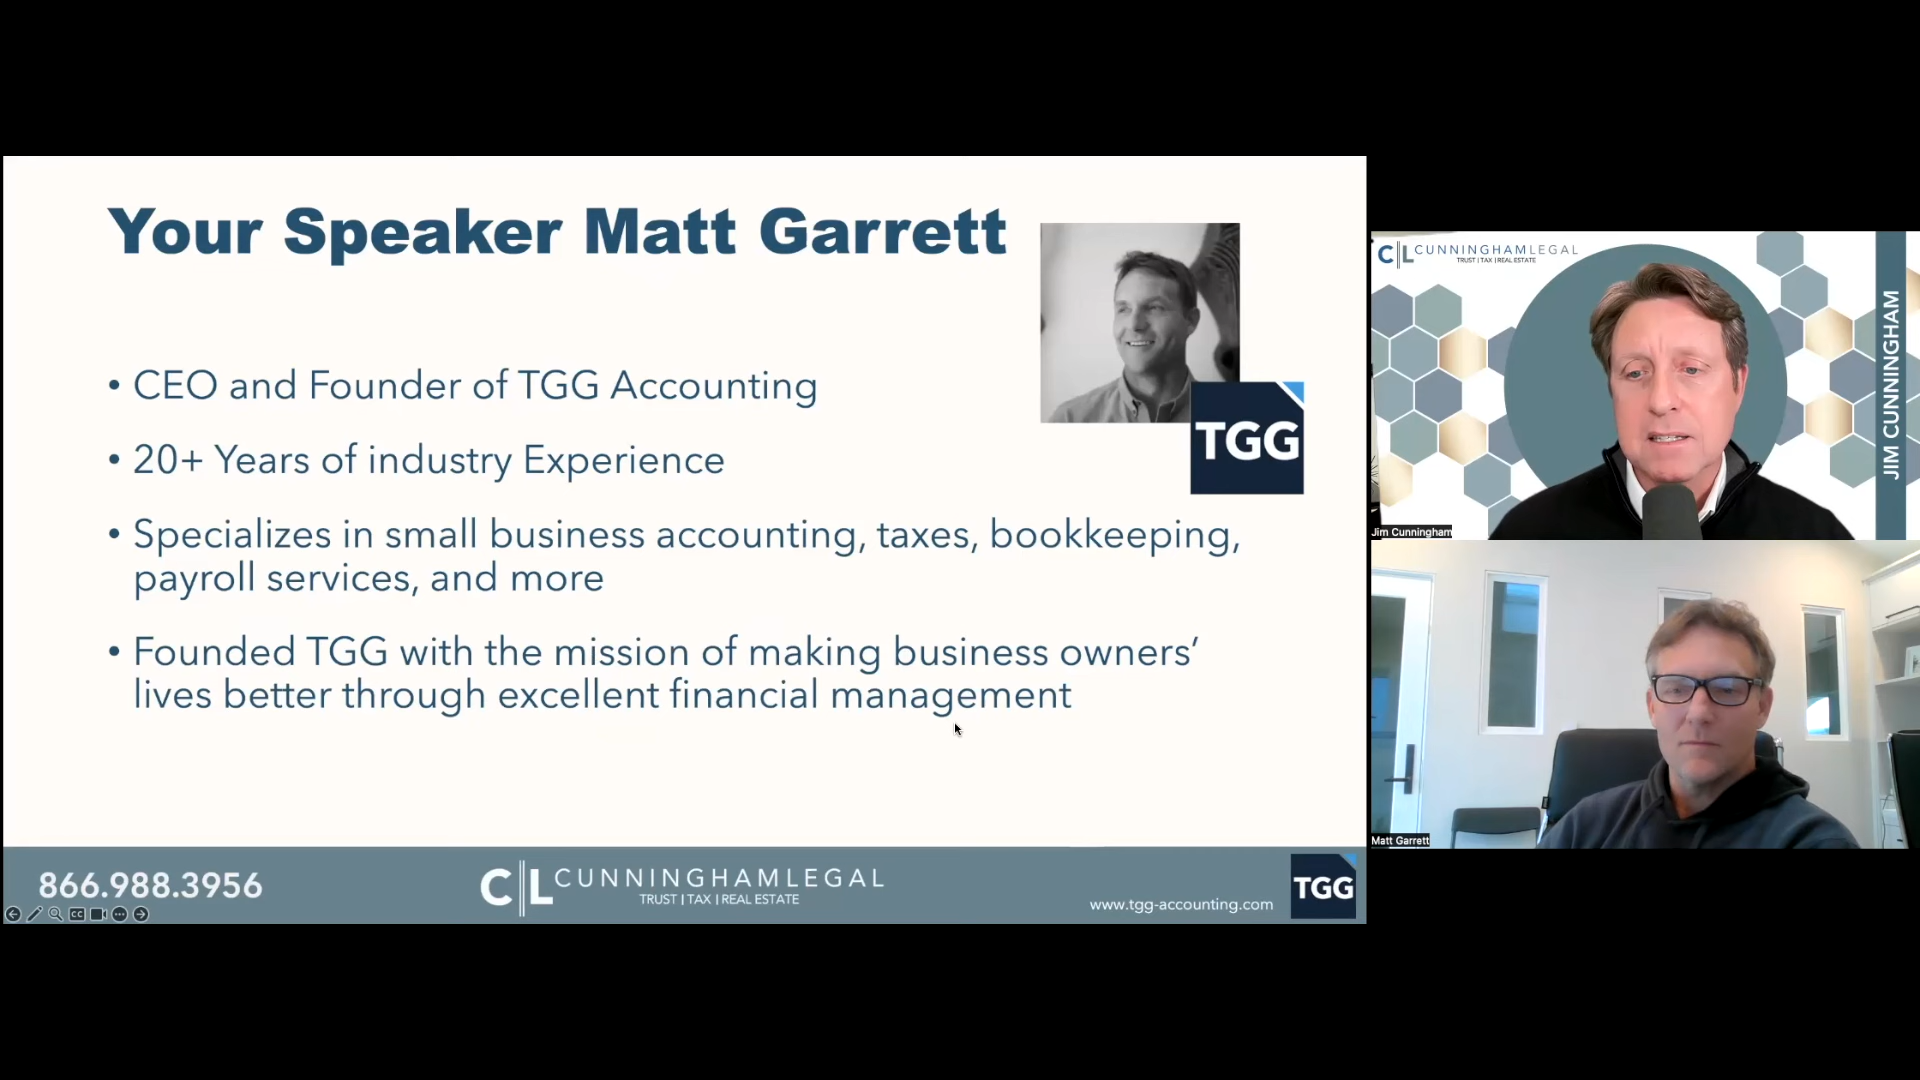 Your Speaker Matt Garrett
• CEO and Founder of TGG Accounting
• 20+ Years of industry Experience
• Specializes in small business accounting, taxes, bookkeeping,
payroll services, and more
• Founded TGG with the mission of making business owners’
lives better through excellent financial management
TGG
866.988.3956
CL CUNNINGHAMLEGAL
TRUST | TAX | REAL ESTATE
www.tgg-accounting.com
TGG
CC
CL CUNNINGHAMLEGAL
TRUST | TAX | REAL ESTATE
JIM CUNNINGHAM
Jim Cunningham
Matt Garrett